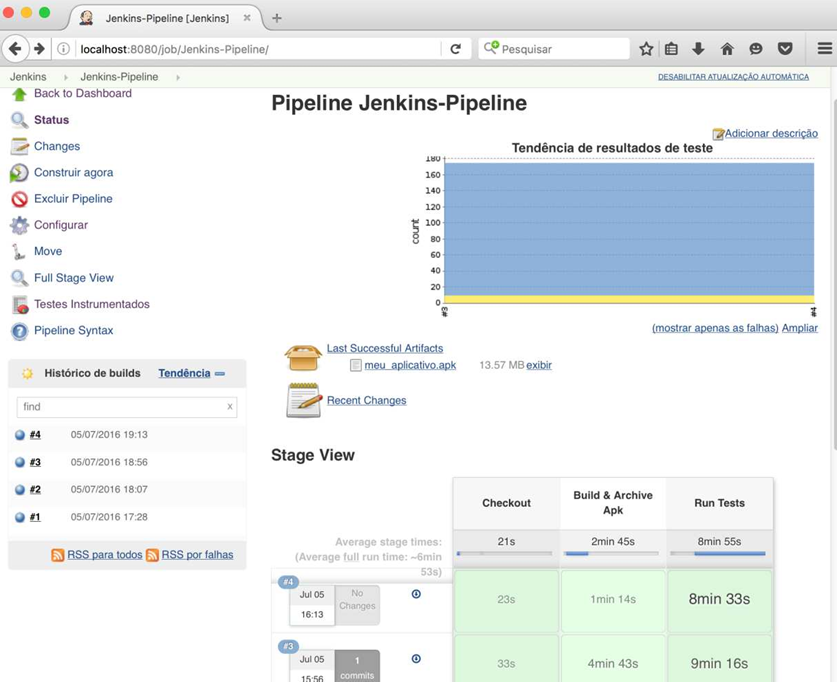 Jenkins-Pipeline [Jenkins]
localhost:8080/job/Jenkins-Pipeline/
Pesquisar
Jenkins
Jenkins-Pipeline
DESABILITAR ATUALIZAÇÃO AUTOMÁTICA
Back to Dashboard
Status
Changes
Construir agora
Excluir Pipeline
Configurar
Move
Full Stage View
Testes Instrumentados
Pipeline Syntax
Histórico de builds Tendência
find x
#4 05/07/2016 19:13
#3 05/07/2016 18:56
#2 05/07/2016 18:07
#1 05/07/2016 17:28
RSS para todos RSS por falhas
Pipeline Jenkins-Pipeline
Adicionar descrição
Tendência de resultados de teste
count
180
160
140
120
100
80
60
40
20
0
#3 #4
(mostrar apenas as falhas) Ampliar
Last Successful Artifacts
meu_aplicativo.apk 13.57 MB exibir
Recent Changes
Stage View
Checkout
Build & Archive
Apk
Run Tests
Average stage times:
(Average full run time: ~6min
53s)
21s
2min 45s
8min 55s
#4
Jul 05
16:13
No
Changes
23s
1min 14s
8min 33s
#3
Jul 05
15:56
1
commits
33s
4min 43s
9min 16s